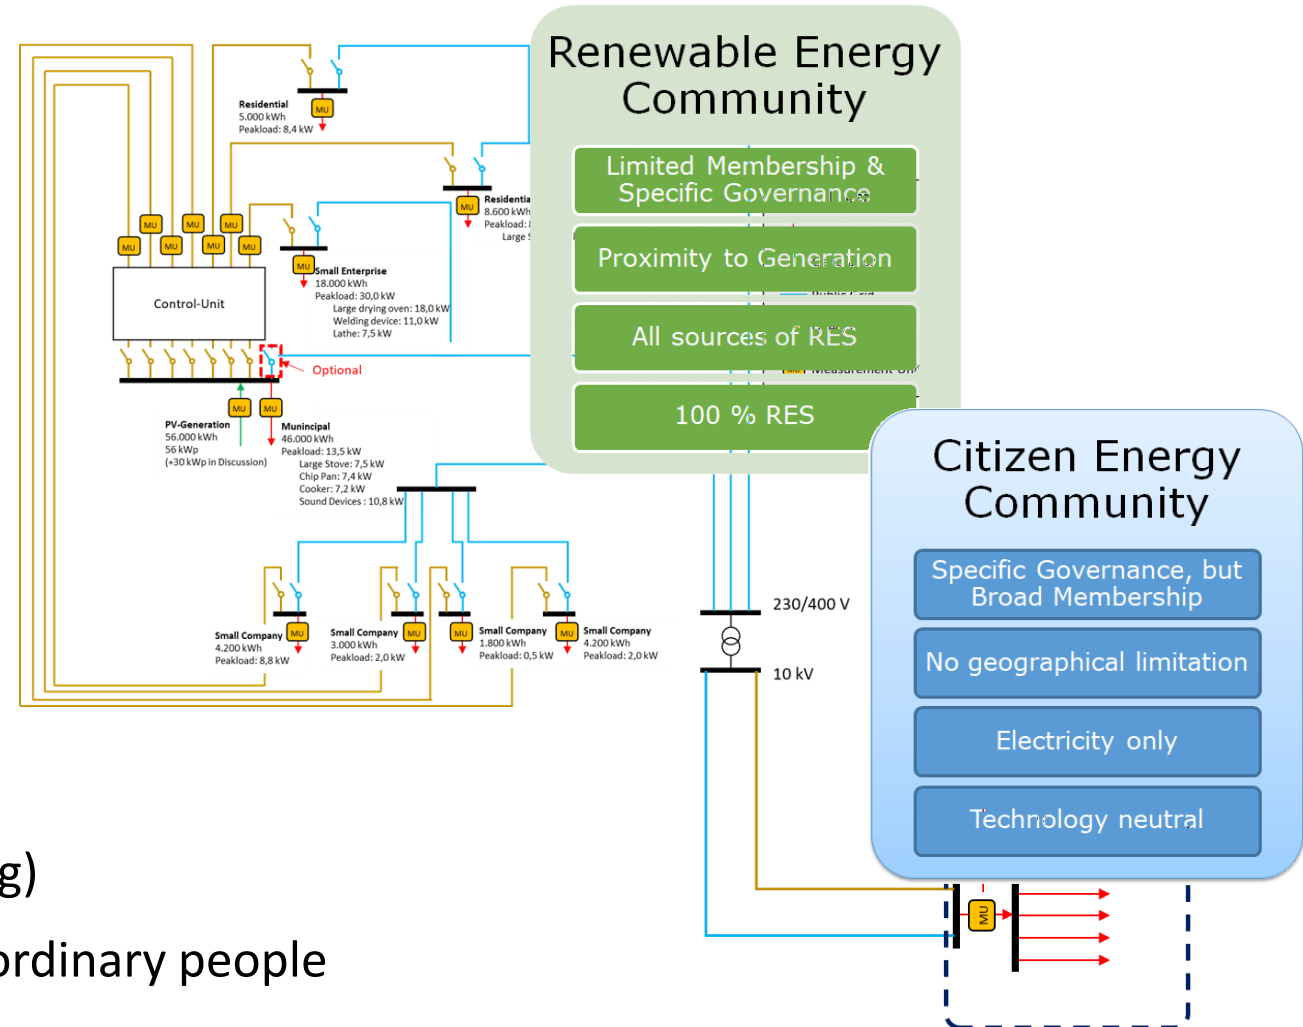 Renewable Energy
Community
Limited Membership &
Specific Governance
Proximity to Generation
All sources of RES
100 % RES
Citizen Energy
Community
Specific Governance, but
Broad Membership
No geographical limitation
Electricity only
Technology neutral
Residential
5.000 kWh
Peakload: 8,4 kW
MU
Residentia
8.600 kWh
Peakload:
Large
MU
MU
MU
MU
MU
MU
MU
MU
Small Enterprise
18.000 kWh
Peakload: 30,0 kW
Large drying oven: 18,0 kW
Welding device: 11,0 kW
Lathe: 7,5 kW
MU
Control-Unit
Optional
MU
MU
PV-Generation
56.000 kWh
56 kWp
(+30 kWp in Discussion)
Munincipal
46.000 kWh
Peakload: 13,5 kW
Large Stove: 7,5 kW
Chip Pan: 7,4 kW
Cooker: 7,2 kW
Sound Devices : 10,8 kW
Public Grid
Measurement Unit
Small Company
4.200 kWh
Peakload: 8,8 kW
MU
Small Company
3.000 kWh
Peakload: 2,0 kW
MU
MU
Small Company
1.800 kWh
Peakload: 0,5 kW
MU
Small Company
4.200 kWh
Peakload: 2,0 kW
230/400 V
10 kV
MU
g)
ordinary people